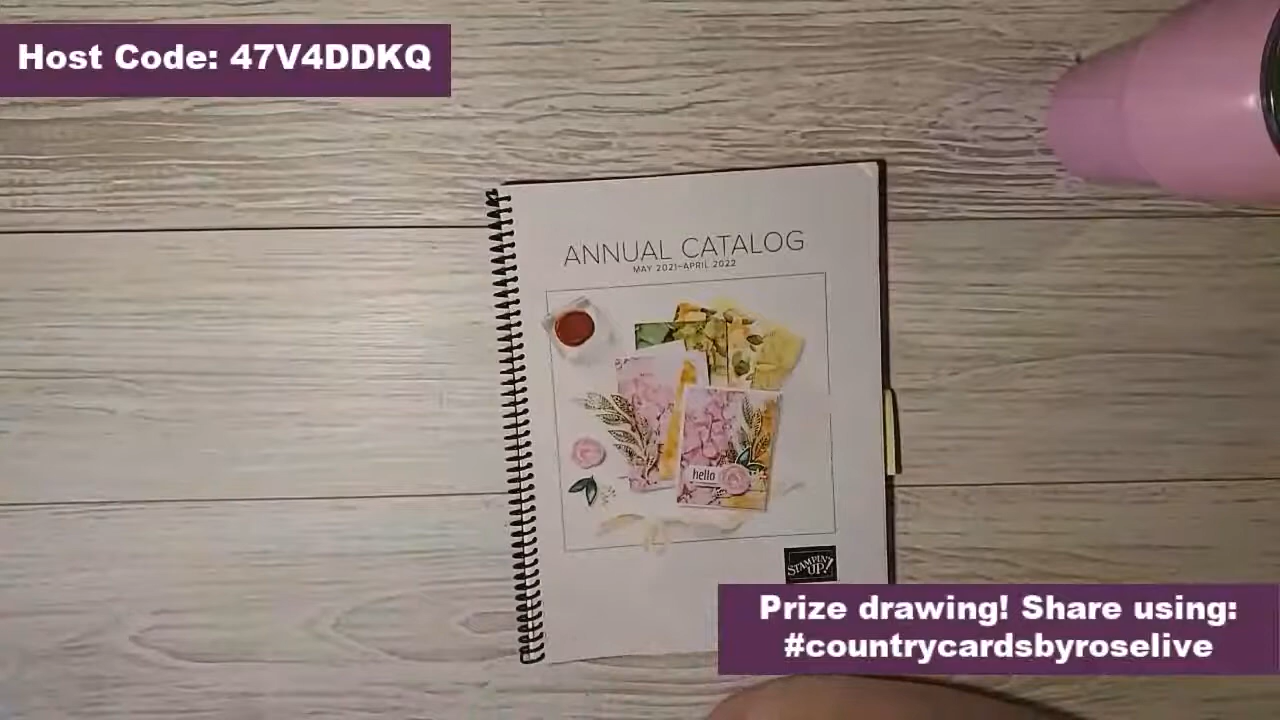 Host Code: 47V4DDKQ
ANNUAL CATALOG
MAY 2021–APRIL 2022
hello
STAMPIN' UP!
Prize drawing! Share using:
#countrycardsbyroselive